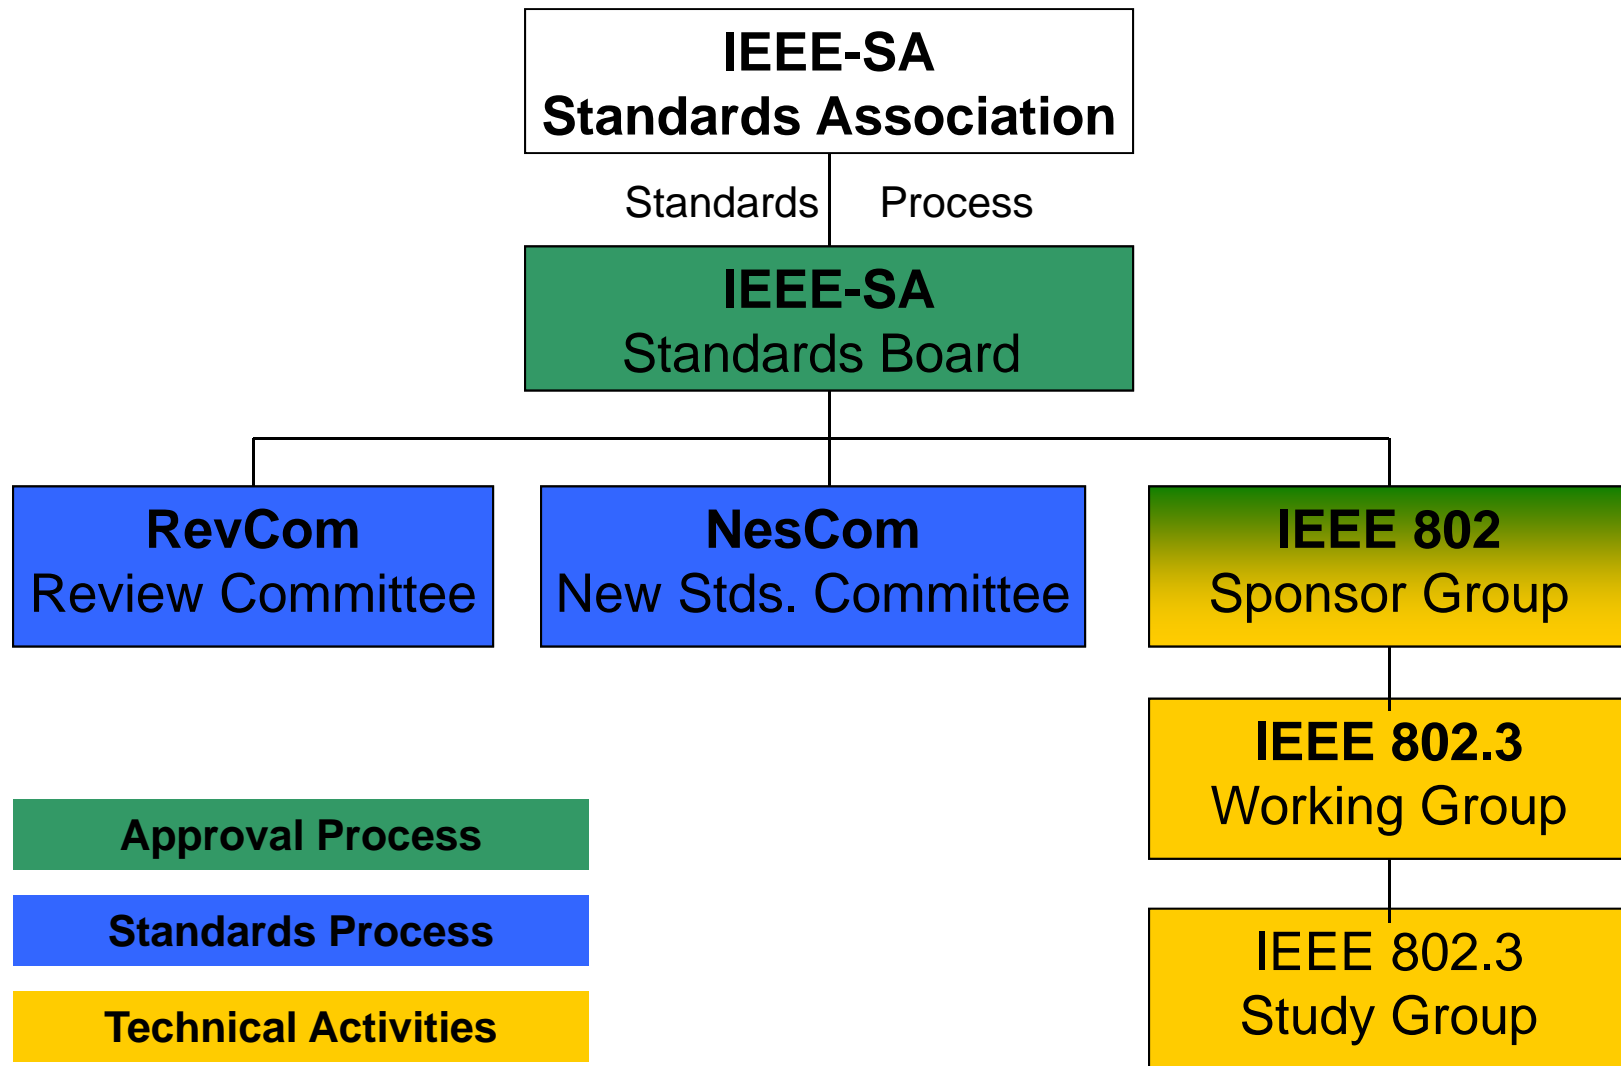 IEEE-SA
Standards Association
Standards Process
IEEE-SA
Standards Board
RevCom
Review Committee
NesCom
New Stds. Committee
IEEE 802
Sponsor Group
IEEE 802.3
Working Group
IEEE 802.3
Study Group
Approval Process
Standards Process
Technical Activities